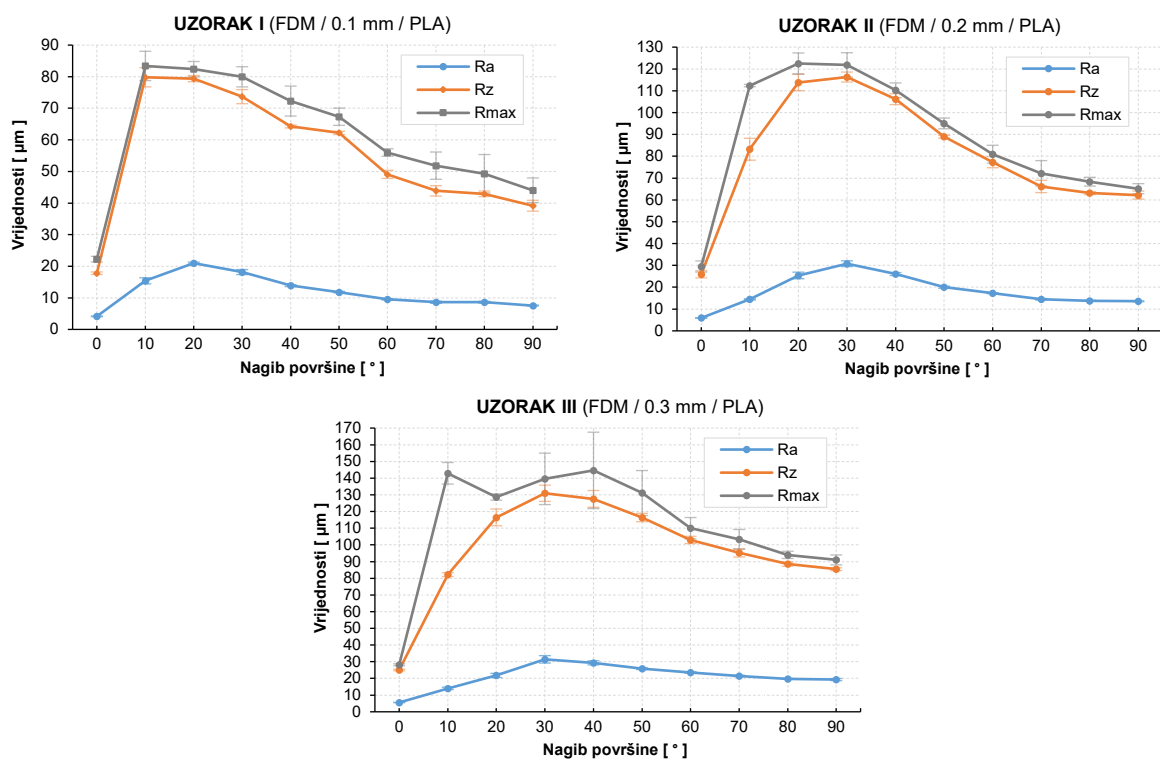 UZORAK I (FDM / 0.1 mm / PLA)
Vrijednosti [ µm ]
90
80
70
60
50
40
30
20
10
0
Ra
Rz
Rmax
0 10 20 30 40 50 60 70 80 90
Nagib površine [ ° ]
UZORAK II (FDM / 0.2 mm / PLA)
Vrijednosti [ µm ]
130
120
110
100
90
80
70
60
50
40
30
20
10
0
Ra
Rz
Rmax
0 10 20 30 40 50 60 70 80 90
Nagib površine [ ° ]
UZORAK III (FDM / 0.3 mm / PLA)
Vrijednosti [ µm ]
170
160
150
140
130
120
110
100
90
80
70
60
50
40
30
20
10
0
Ra
Rz
Rmax
0 10 20 30 40 50 60 70 80 90
Nagib površine [ ° ]